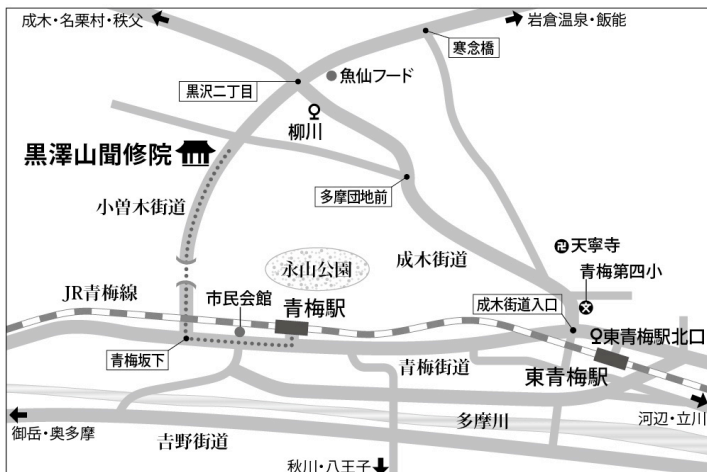 成木・名栗村・秩父
岩倉温泉・飯能
寒念橋
魚仙フード
黒沢二丁目
柳川
黒澤山聞修院
多摩団地前
小曽木街道
天寧寺
永山公園
成木街道
青梅第四小
JR青梅線
市民会館
青梅駅
成木街道入口
東青梅駅北口
青梅坂下
青梅街道
東青梅駅
多摩川
河辺・立川
御岳・奥多摩
吉野街道
秋川・八王子